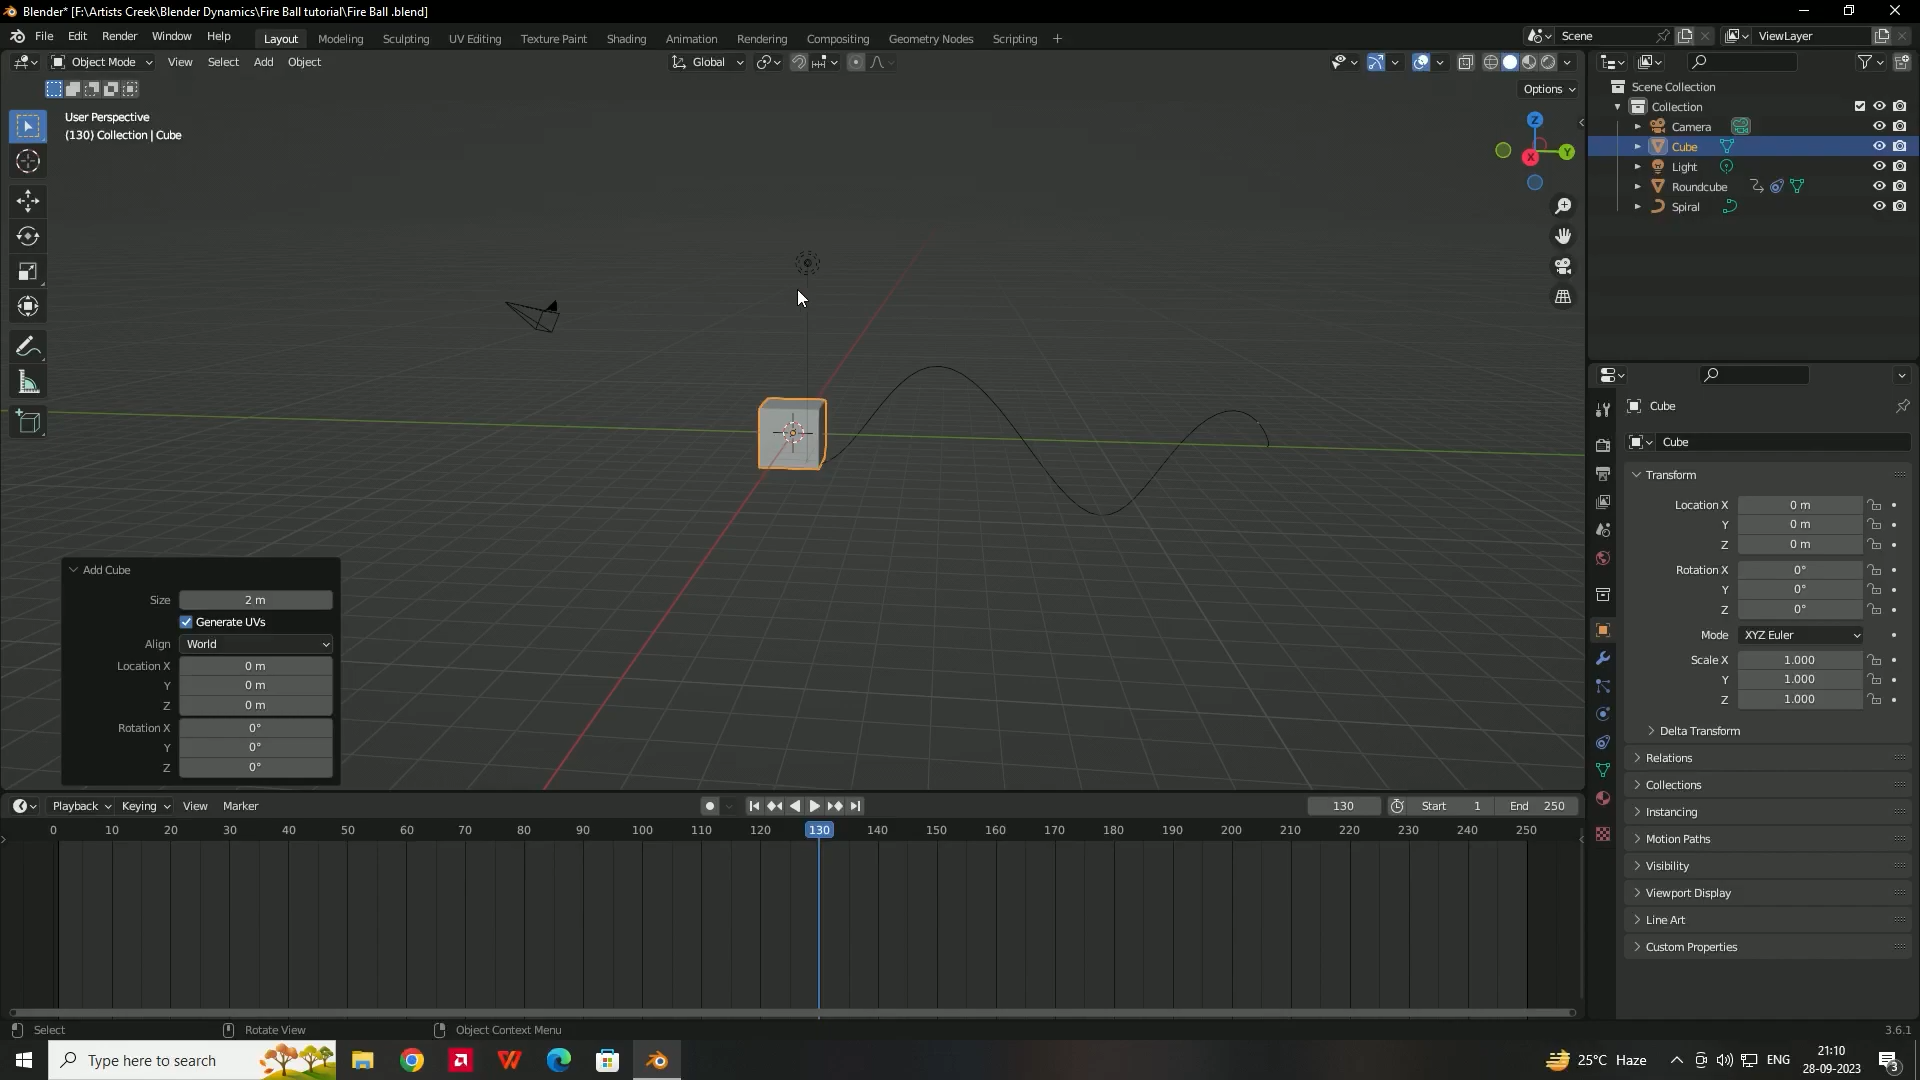 Blender* [F:\Artists Creek\Blender Dynamics\Fire Ball tutorial\Fire Ball .blend]
File Edit Render Window Help Layout Modeling Sculpting UV Editing Texture Paint Shading Animation Rendering Compositing Geometry Nodes Scripting + Scene ViewLayer
Object Mode View Select Add Object Global
Options
User Perspective
(130) Collection | Cube
Z
Y
X
Scene Collection
Collection
Camera
Cube
Light
Roundcube
Spiral
Cube
Cube
Transform
Location X 0 m
Y 0 m
Z 0 m
Rotation X 0°
Y 0°
Z 0°
Mode XYZ Euler
Scale X 1.000
Y 1.000
Z 1.000
Delta Transform
Relations
Collections
Instancing
Motion Paths
Visibility
Viewport Display
Line Art
Custom Properties
Add Cube
Size 2 m
Generate UVs
Align World
Location X 0 m
Y 0 m
Z 0 m
Rotation X 0°
Y 0°
Z 0°
Playback Keying View Marker 130 Start 1 End 250
0 10 20 30 40 50 60 70 80 90 100 110 120 130 140 150 160 170 180 190 200 210 220 230 240 250
Select Rotate View Object Context Menu 3.6.1
Type here to search 25°C Haze ENG 21:10
28-09-2023
3